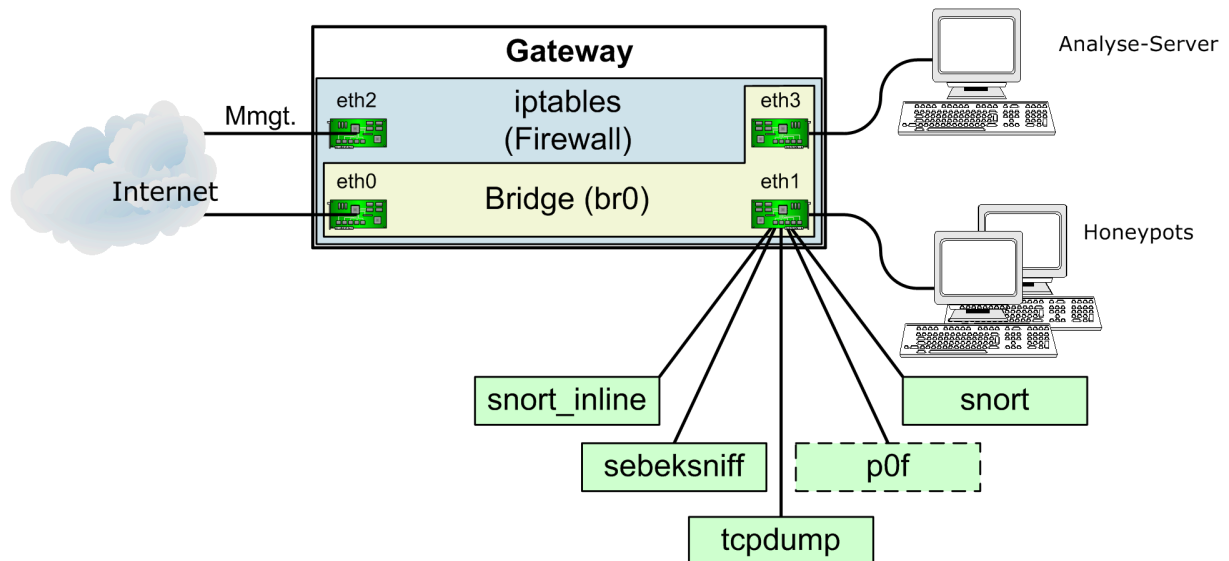 Gateway
Analyse-Server
eth2
iptables
(Firewall)
eth3
Mmgt.
Internet
eth0
Bridge (br0)
eth1
Honeypots
snort_inline
snort
sebeksniff
p0f
tcpdump